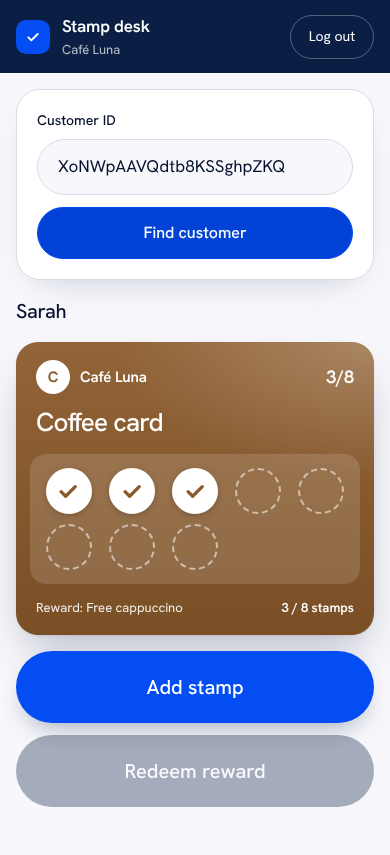 Stamp desk
Café Luna
Log out
Customer ID
XoNWpAAVQdtb8KSSghpZKQ
Find customer
Sarah
C
Café Luna
3/8
Coffee card
Reward: Free cappuccino
3 / 8 stamps
Add stamp
Redeem reward